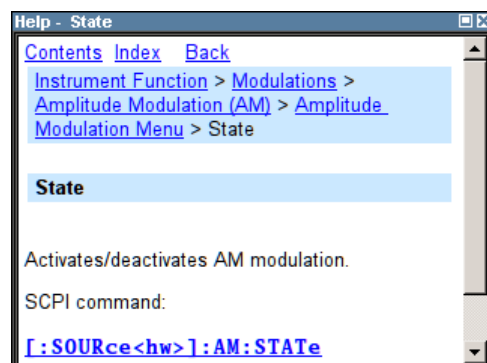 Help - State
Contents Index Back
Instrument Function > Modulations >
Amplitude Modulation (AM) > Amplitude
Modulation Menu > State
State
Activates/deactivates AM modulation.
SCPI command:
[:SOURce<hw>]:AM:STATe